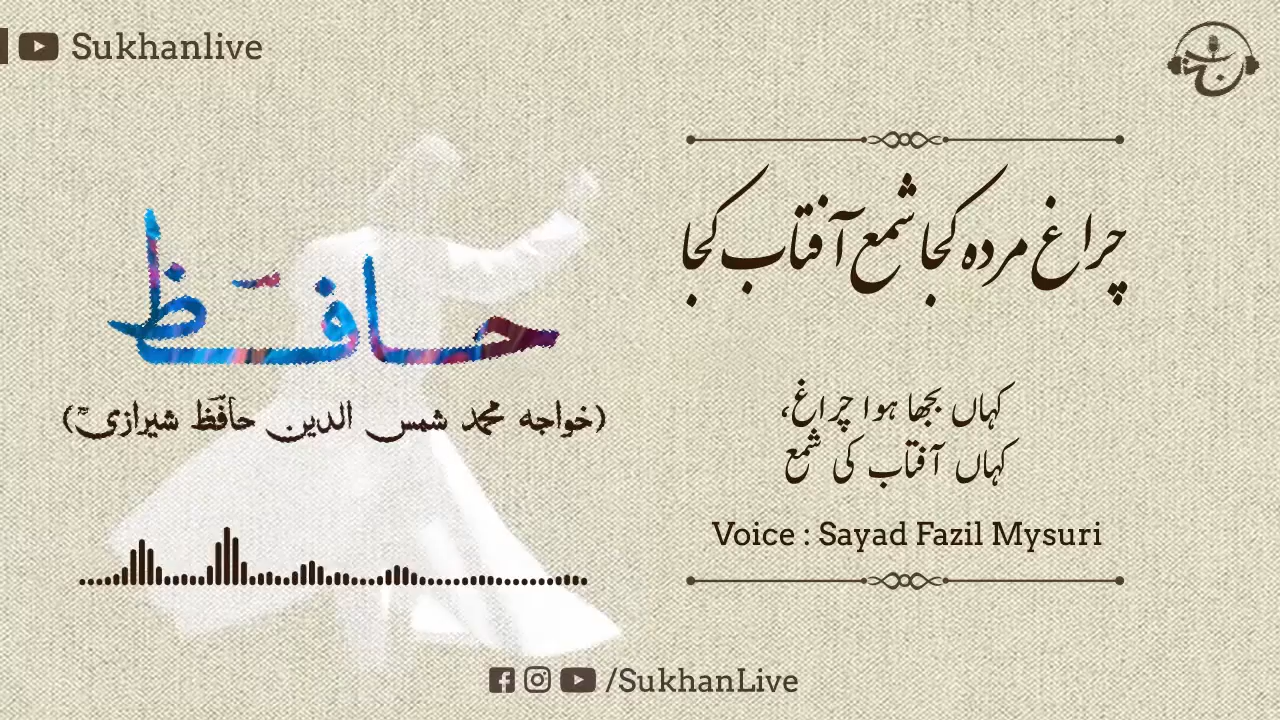 Sukhanlive
سخن
حافظ
(خواجہ محمد شمس الدین حافظ شیرازیؒ)
چراغ مردہ کجا شمع آفتاب کجا
کہاں بجھا ہوا چراغ،
کہاں آفتاب کی شمع
Voice : Sayad Fazil Mysuri
/SukhanLive